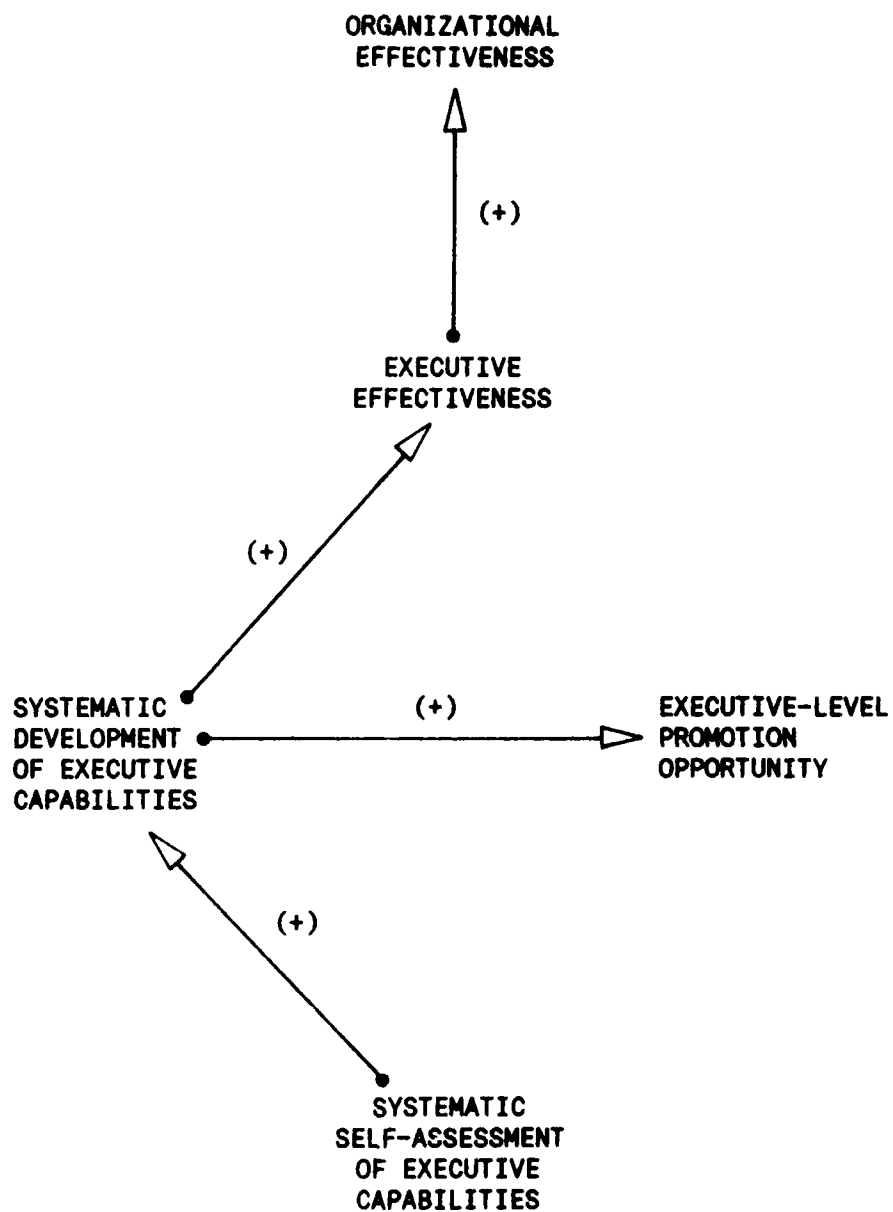 ORGANIZATIONAL
EFFECTIVENESS
(+)
EXECUTIVE
EFFECTIVENESS
(+)
SYSTEMATIC
DEVELOPMENT
OF EXECUTIVE
CAPABILITIES
(+)
EXECUTIVE-LEVEL
PROMOTION
OPPORTUNITY
(+)
SYSTEMATIC
SELF-ASSESSMENT
OF EXECUTIVE
CAPABILITIES